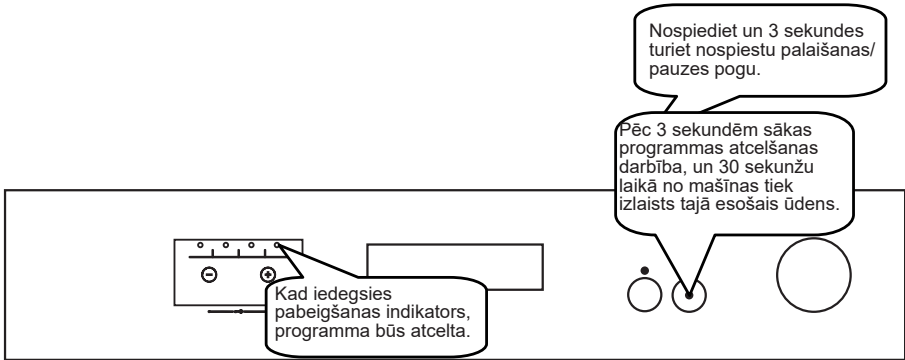 Nospiediet un 3 sekundes
turiet nospiestu palaišanas/
pauzes pogu.
Pēc 3 sekundēm sākas
programmas atcelšanas
darbība, un 30 sekunžu
laikā no mašīnas tiek
izlaists tajā esošais ūdens.
Kad iedegsies
pabeigšanas indikators,
programma būs atcelta.